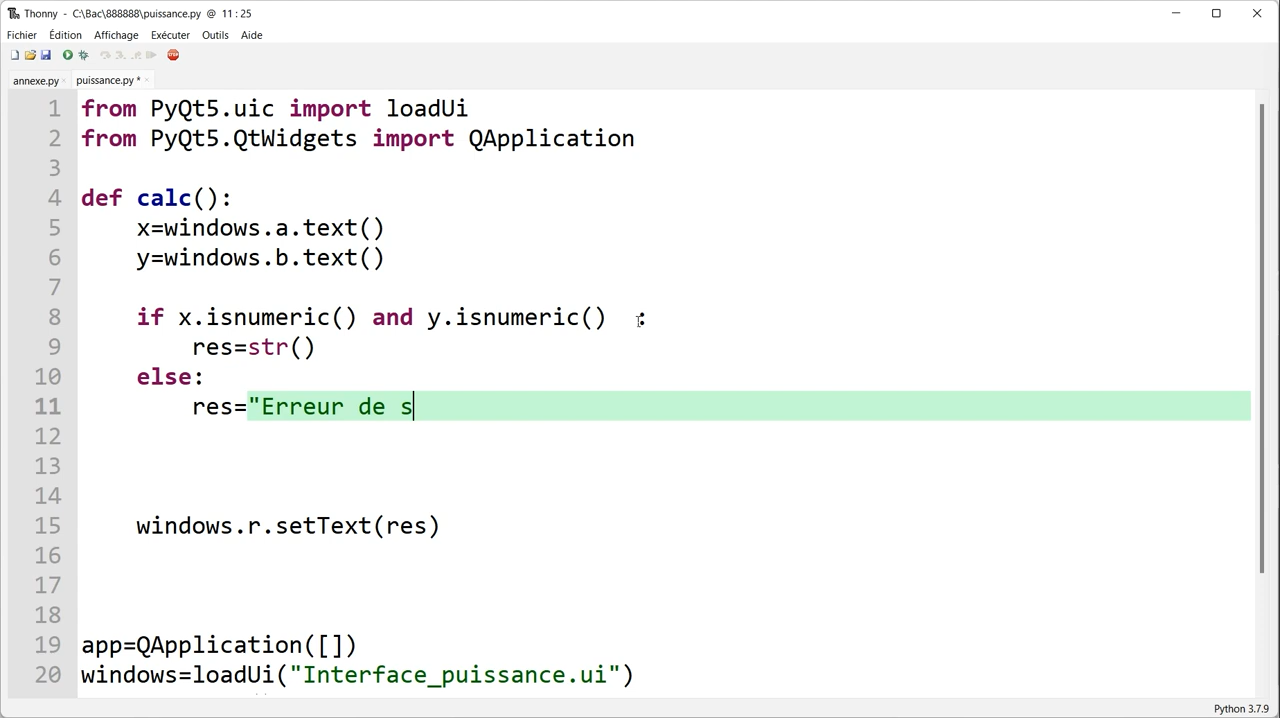 Thonny - C:\Bac\888888\puissance.py @ 11 : 25
Fichier Édition Affichage Exécuter Outils Aide
annexe.py × puissance.py * ×
1 from PyQt5.uic import loadUi
2 from PyQt5.QtWidgets import QApplication
3
4 def calc():
5     x=windows.a.text()
6     y=windows.b.text()
7
8     if x.isnumeric() and y.isnumeric()  :
9         res=str()
10     else:
11         res="Erreur de s
12
13
14
15     windows.r.setText(res)
16
17
18
19 app=QApplication([])
20 windows=loadUi("Interface_puissance.ui")
Python 3.7.9